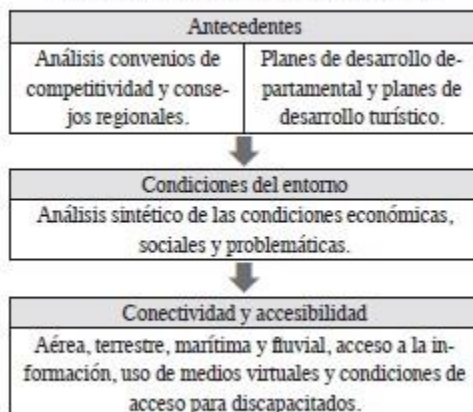 Antecedentes
Análisis convenios de
competitividad y conse-
jos regionales.
Planes de desarrollo de-
partamental y planes de
desarrollo turístico.
Condiciones del entorno
Análisis sintético de las condiciones económicas,
sociales y problemáticas.
Conectividad y accesibilidad
Aérea, terrestre, marítima y fluvial, acceso a la in-
formación, uso de medios virtuales y condiciones de
acceso para discapacitados.